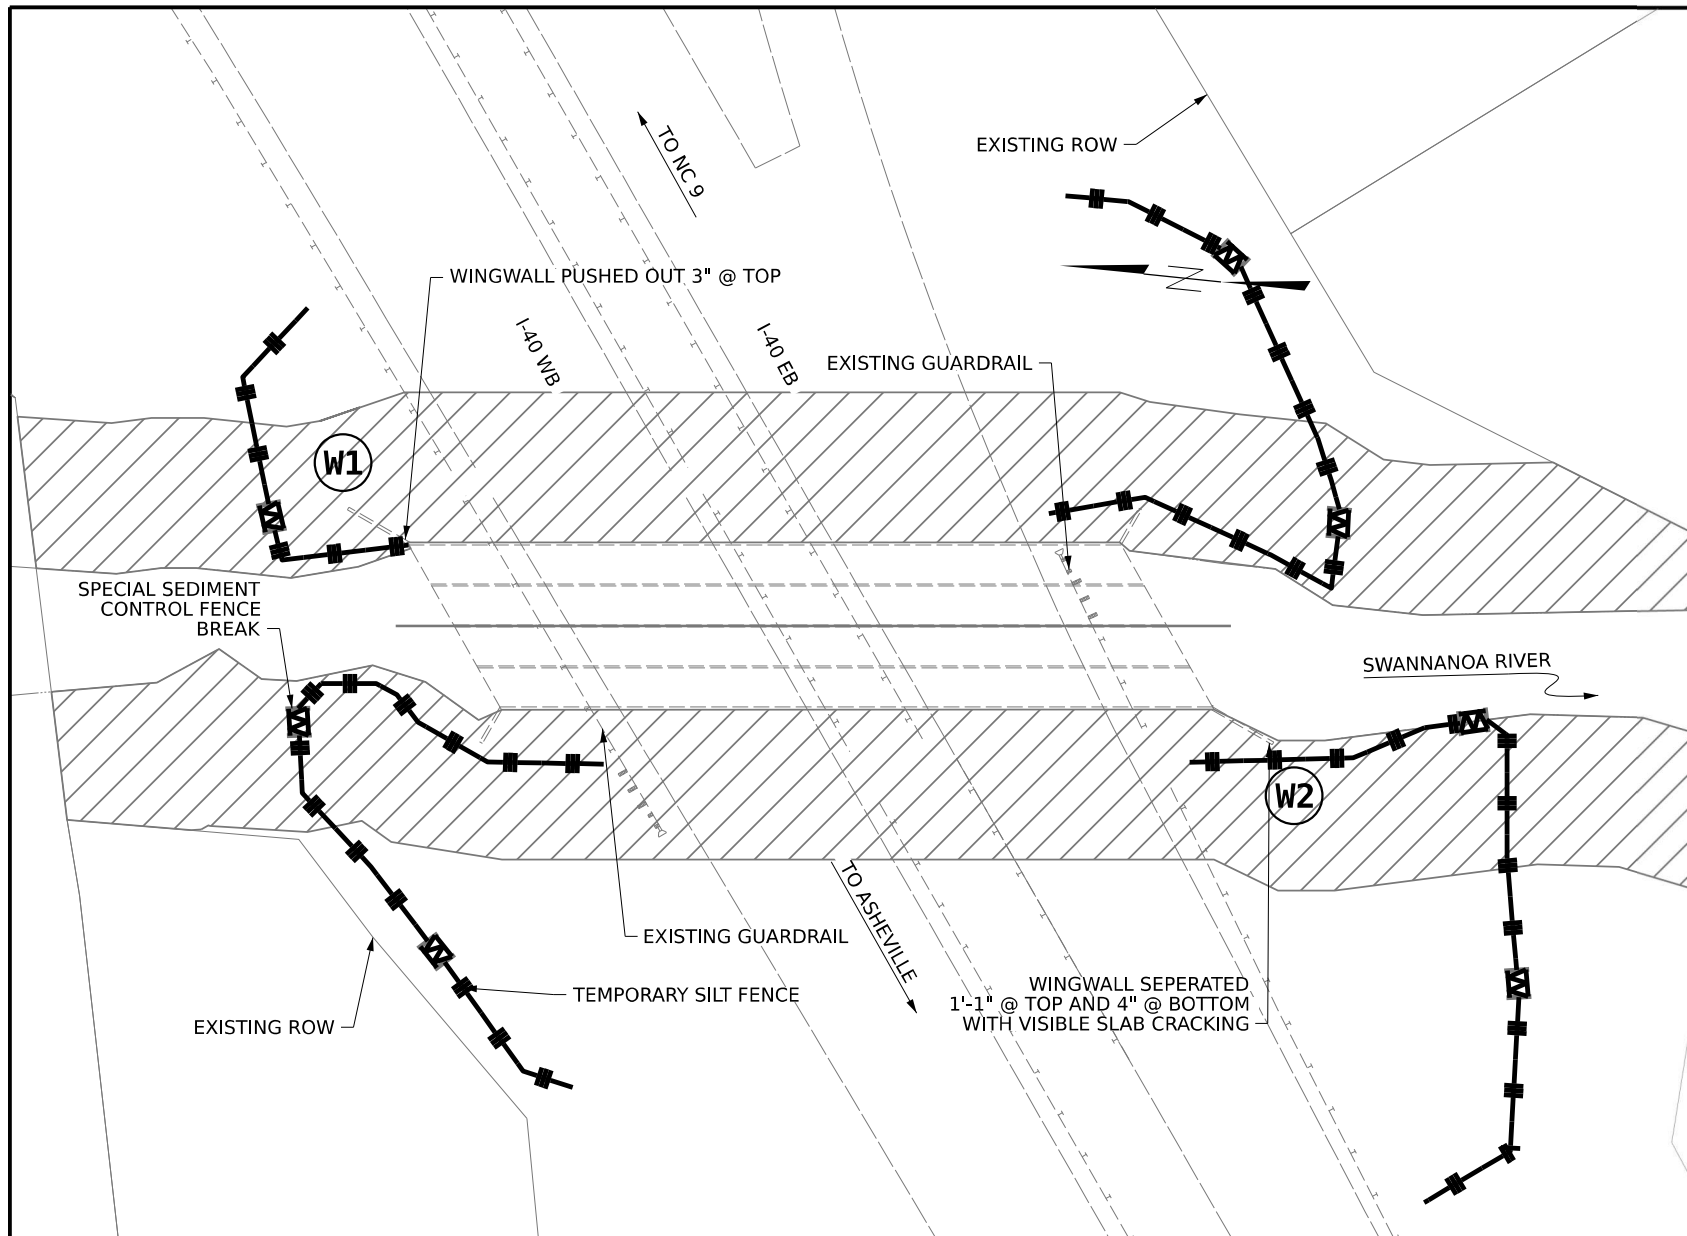 EXISTING ROW
TO NC 9
WINGWALL PUSHED OUT 3" @ TOP
I-40 WB
I-40 EB
EXISTING GUARDRAIL
W1
SPECIAL SEDIMENT
CONTROL FENCE
BREAK
SWANNANOA RIVER
W2
EXISTING GUARDRAIL
TO ASHEVILLE
WINGWALL SEPERATED
1'-1" @ TOP AND 4" @ BOTTOM
WITH VISIBLE SLAB CRACKING
TEMPORARY SILT FENCE
EXISTING ROW